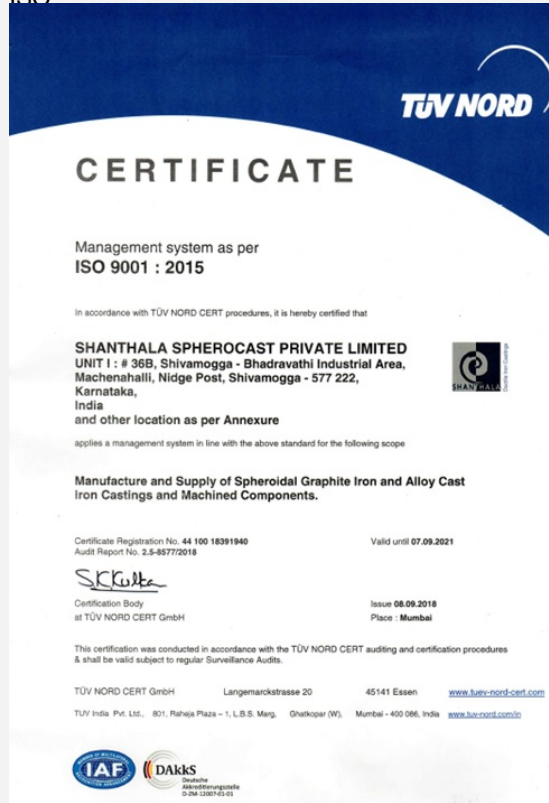 TÜV NORD
CERTIFICATE
Management system as per
ISO 9001 : 2015
In accordance with TÜV NORD CERT procedures, it is hereby certified that
SHANTHALA SPHEROCAST PRIVATE LIMITED
UNIT I : # 36B, Shivamogga - Bhadravathi Industrial Area,
Machenahalli, Nidge Post, Shivamogga - 577 222,
Karnataka,
India
and other location as per Annexure
SHANTHALA
Ductile Iron Castings
applies a management system in line with the above standard for the following scope
Manufacture and Supply of Spheroidal Graphite Iron and Alloy Cast
Iron Castings and Machined Components.
Certificate Registration No. 44 100 18391940
Audit Report No. 2.5-8577/2018
Valid until 07.09.2021
Certification Body
at TÜV NORD CERT GmbH
Issue 08.09.2018
Place : Mumbai
This certification was conducted in accordance with the TÜV NORD CERT auditing and certification procedures
& shall be valid subject to regular Surveillance Audits.
TÜV NORD CERT GmbH Langemarckstrasse 20 45141 Essen www.tuev-nord-cert.com
TUV India Pvt. Ltd., 801, Raheja Plaza – 1, L.B.S. Marg, Ghatkopar (W), Mumbai - 400 086, India www.tuv-nord.com/in
IAF
DAkkS
Deutsche
Akkreditierungsstelle
D-ZM-12007-01-01